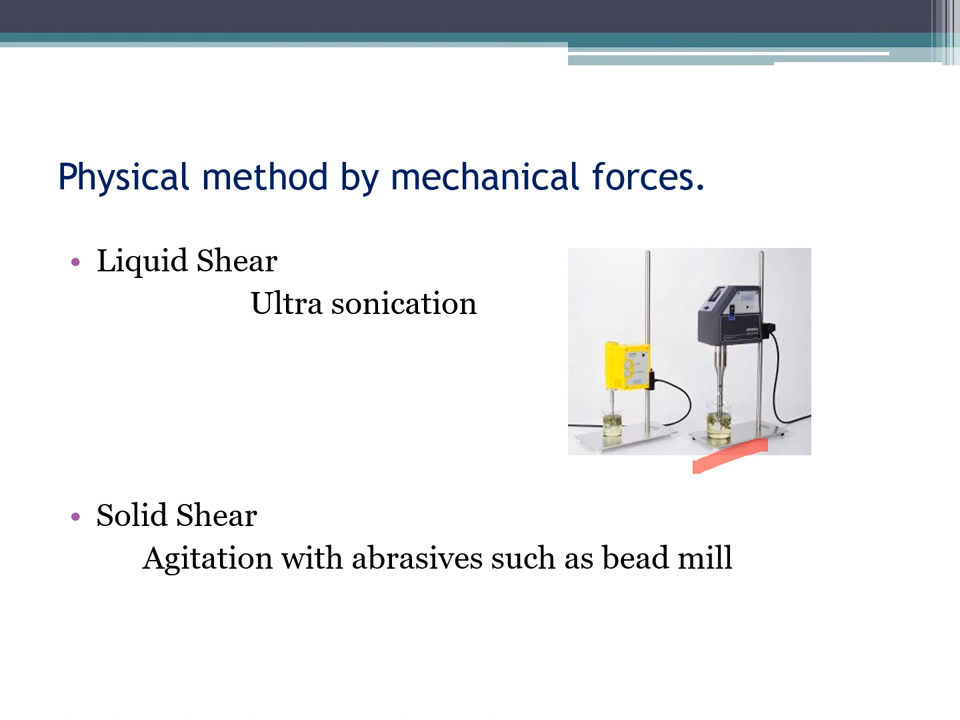 Physical method by mechanical forces.
• Liquid Shear
Ultra sonication
• Solid Shear
Agitation with abrasives such as bead mill